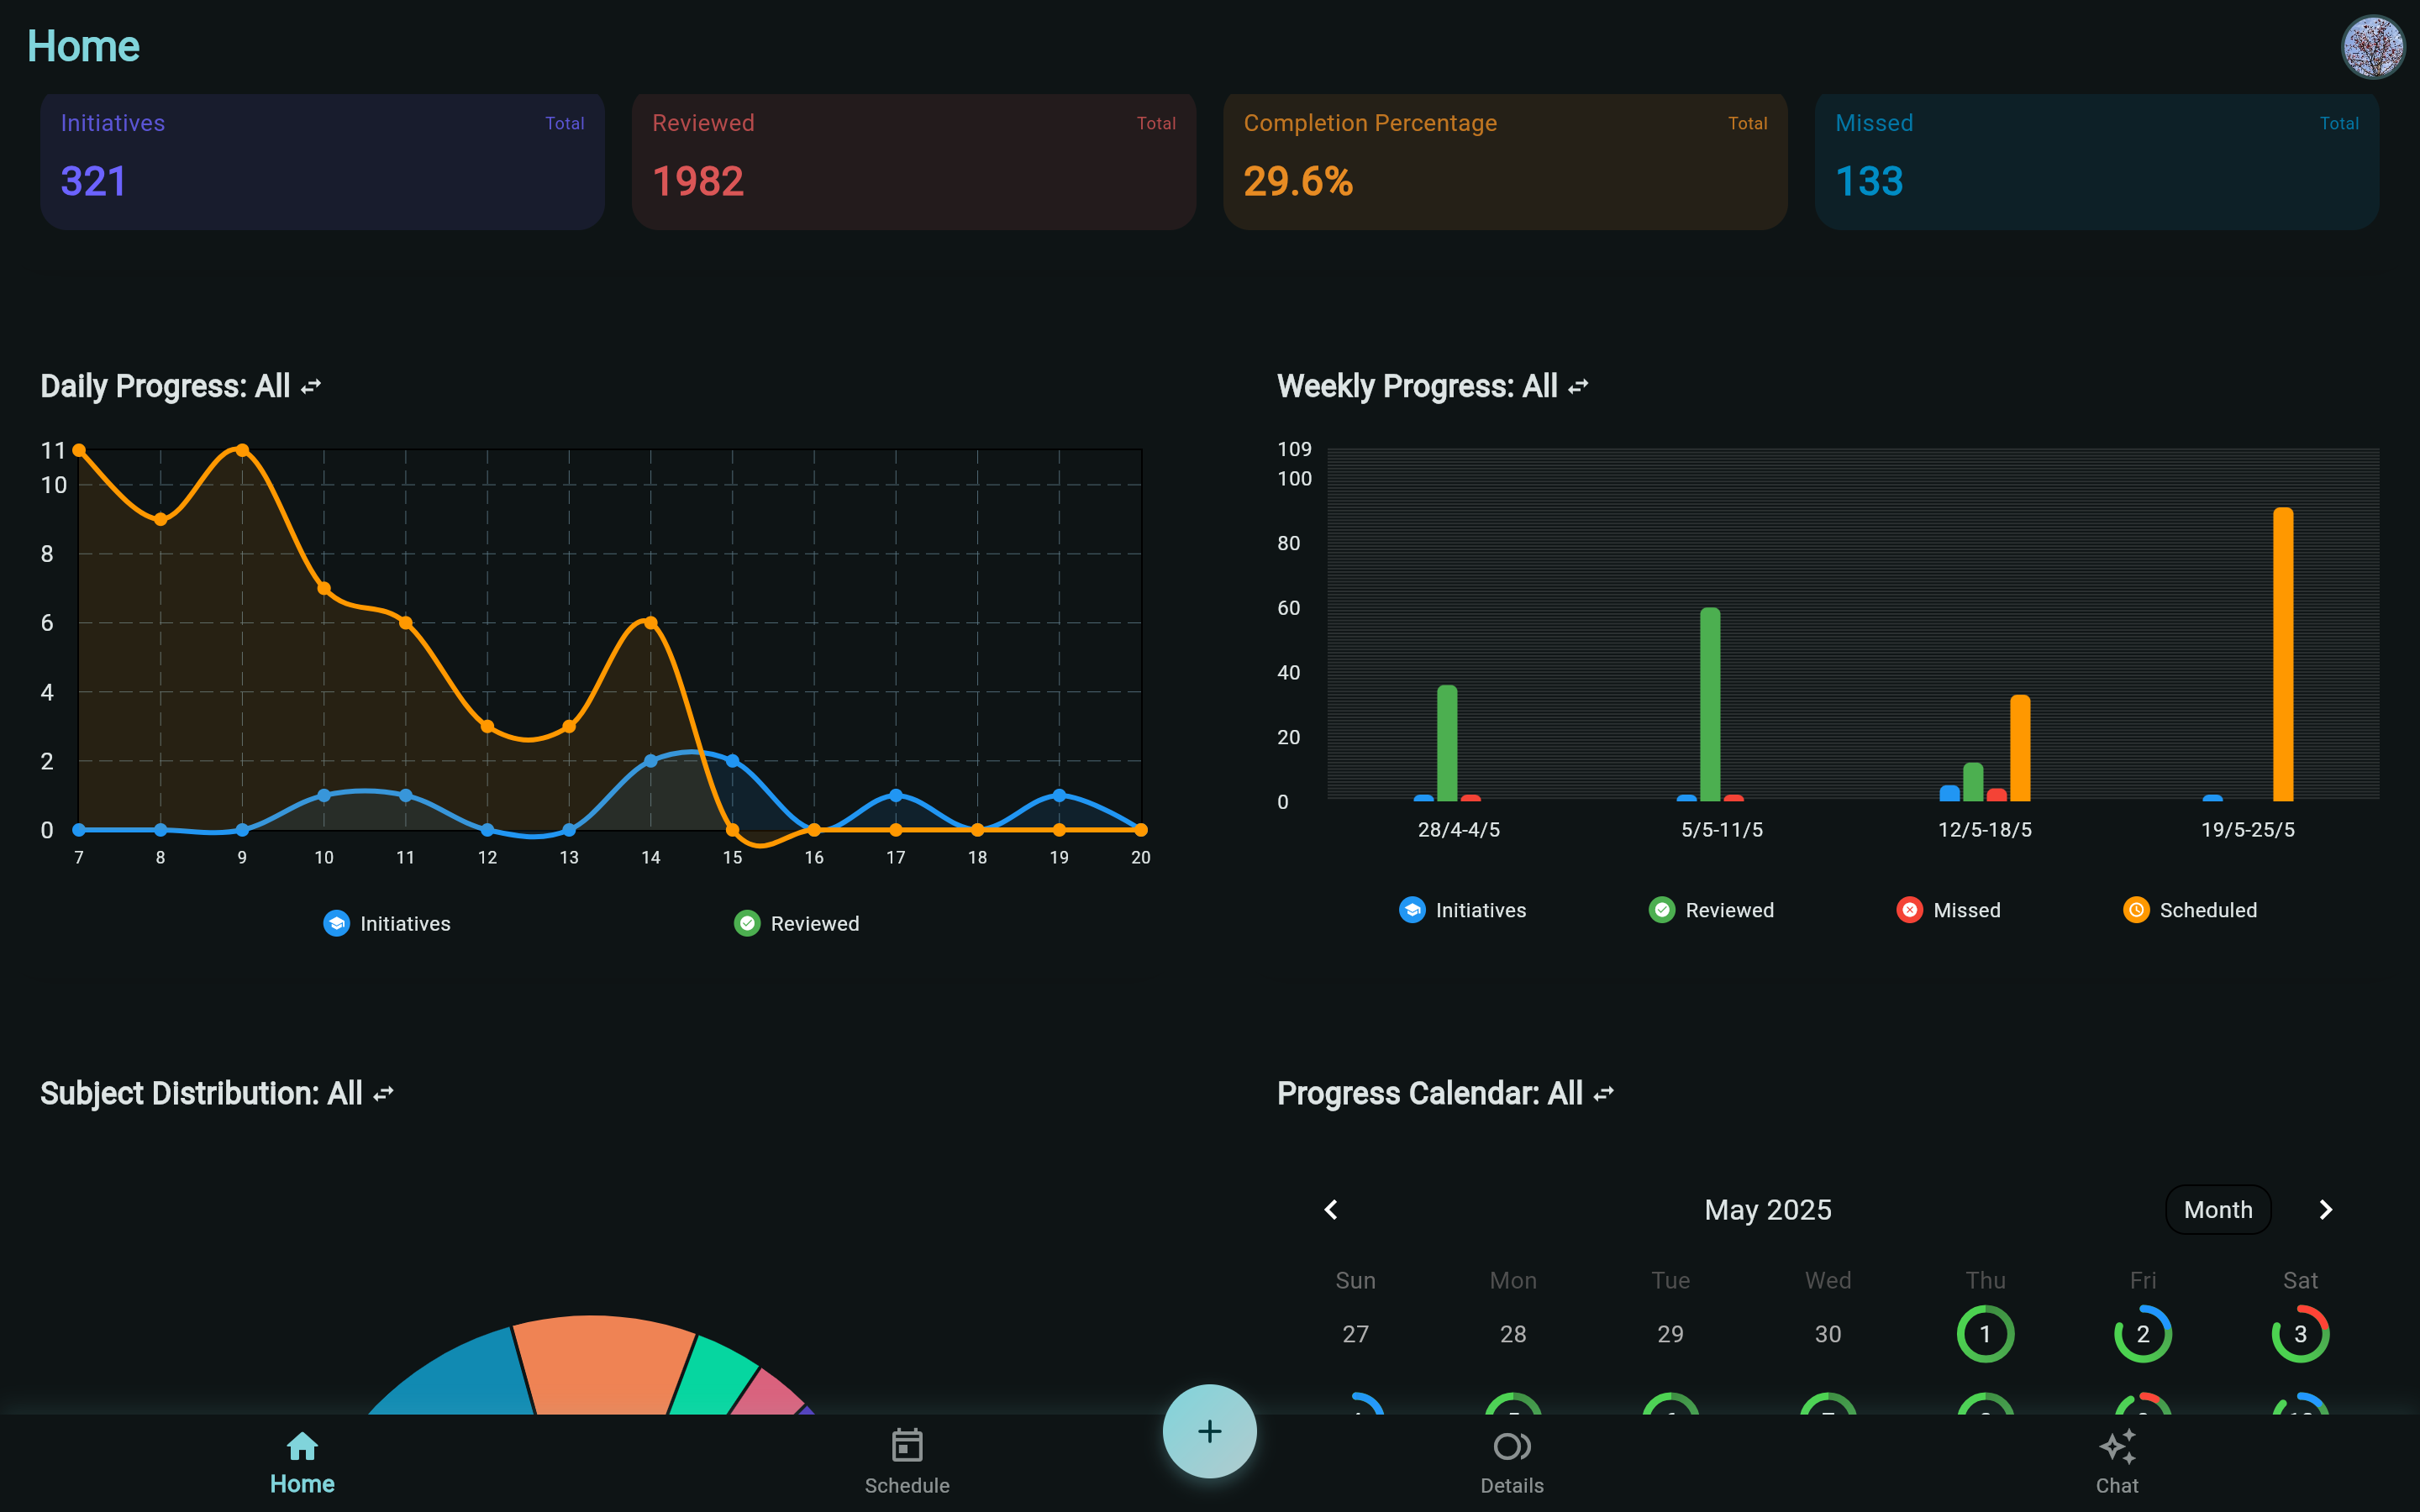 Home
Initiatives Total
321
Reviewed Total
1982
Completion Percentage Total
29.6%
Missed Total
133
Daily Progress: All
11
10
8
6
4
2
0
7 8 9 10 11 12 13 14 15 16 17 18 19 20
Initiatives Reviewed
Weekly Progress: All
109
100
80
60
40
20
0
28/4-4/5 5/5-11/5 12/5-18/5 19/5-25/5
Initiatives Reviewed Missed Scheduled
Subject Distribution: All
Progress Calendar: All
May 2025 Month
Sun Mon Tue Wed Thu Fri Sat
27 28 29 30 1 2 3
Home Schedule + Details Chat